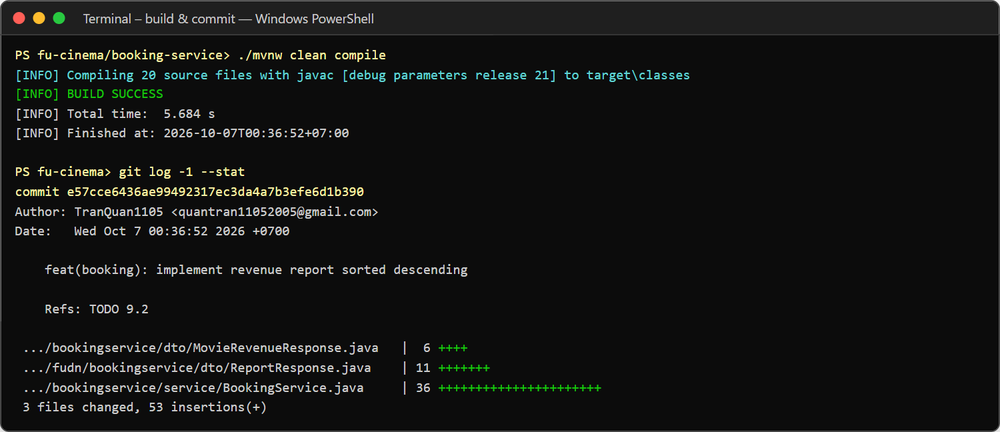 Terminal – build & commit — Windows PowerShell
PS fu-cinema/booking-service> ./mvnw clean compile
[INFO] Compiling 20 source files with javac [debug parameters release 21] to target\classes
[INFO] BUILD SUCCESS
[INFO] Total time:  5.684 s
[INFO] Finished at: 2026-10-07T00:36:52+07:00
PS fu-cinema> git log -1 --stat
commit e57cce6436ae99492317ec3da4a7b3efe6d1b390
Author: TranQuan1105 <quantran11052005@gmail.com>
Date:   Wed Oct 7 00:36:52 2026 +0700
feat(booking): implement revenue report sorted descending
Refs: TODO 9.2
.../bookingservice/dto/MovieRevenueResponse.java   |  6 ++++
.../fudn/bookingservice/dto/ReportResponse.java    | 11 +++++++
.../bookingservice/service/BookingService.java     | 36 ++++++++++++++++++++++
3 files changed, 53 insertions(+)